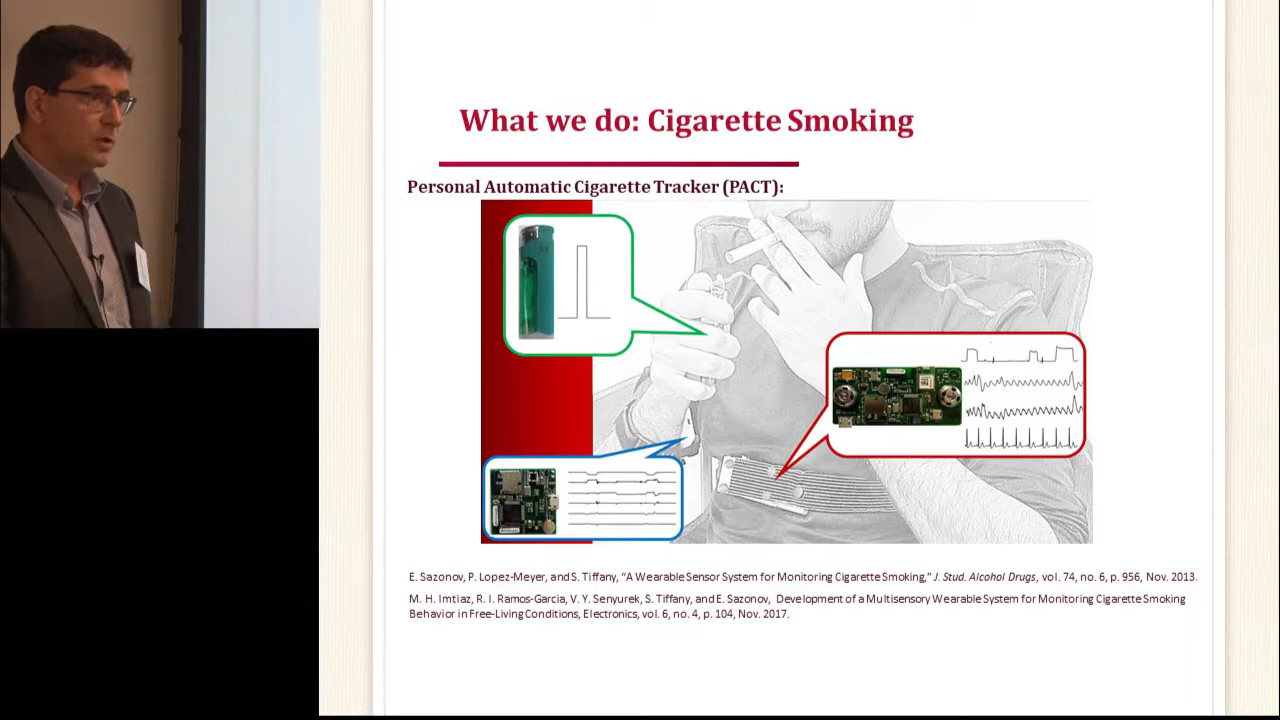 What we do: Cigarette Smoking
Personal Automatic Cigarette Tracker (PACT):
E. Sazonov, P. Lopez-Meyer, and S. Tiffany, “A Wearable Sensor System for Monitoring Cigarette Smoking,” J. Stud. Alcohol Drugs, vol. 74, no. 6, p. 956, Nov. 2013.
M. H. Imtiaz, R. I. Ramos-Garcia, V. Y. Senyurek, S. Tiffany, and E. Sazonov, Development of a Multisensory Wearable System for Monitoring Cigarette Smoking
Behavior in Free-Living Conditions, Electronics, vol. 6, no. 4, p. 104, Nov. 2017.